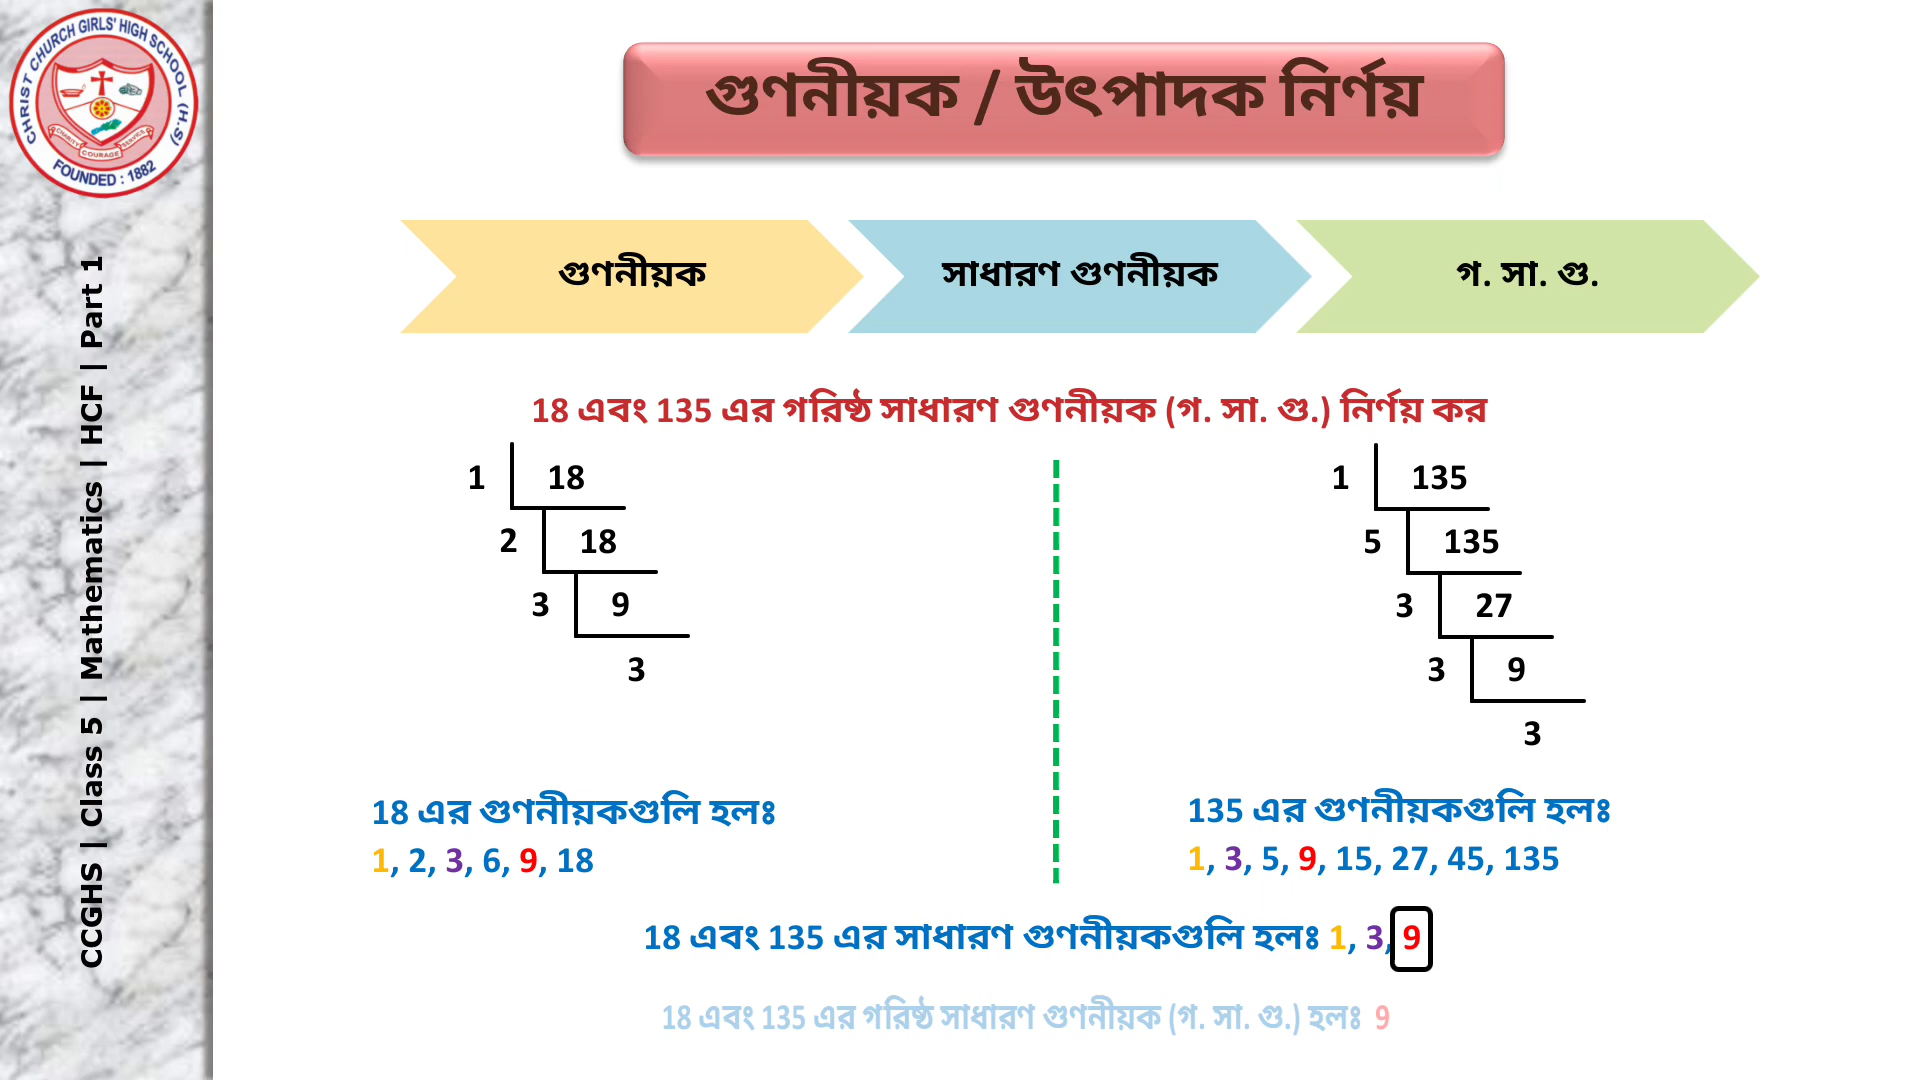 CHRIST CHURCH GIRLS' HIGH SCHOOL (H.S)
CHARITY COURAGE SERVICE
FOUNDED : 1882
CCGHS | Class 5 | Mathematics | HCF | Part 1
গুণনীয়ক / উৎপাদক নির্ণয়
গুণনীয়ক
সাধারণ গুণনীয়ক
গ. সা. গু.
18 এবং 135 এর গরিষ্ঠ সাধারণ গুণনীয়ক (গ. সা. গু.) নির্ণয় কর
1 18
2 18
3 9
3
1 135
5 135
3 27
3 9
3
18 এর গুণনীয়কগুলি হলঃ
1, 2, 3, 6, 9, 18
135 এর গুণনীয়কগুলি হলঃ
1, 3, 5, 9, 15, 27, 45, 135
18 এবং 135 এর সাধারণ গুণনীয়কগুলি হলঃ 1, 3, 9
18 এবং 135 এর গরিষ্ঠ সাধারণ গুণনীয়ক (গ. সা. গু.) হলঃ 9